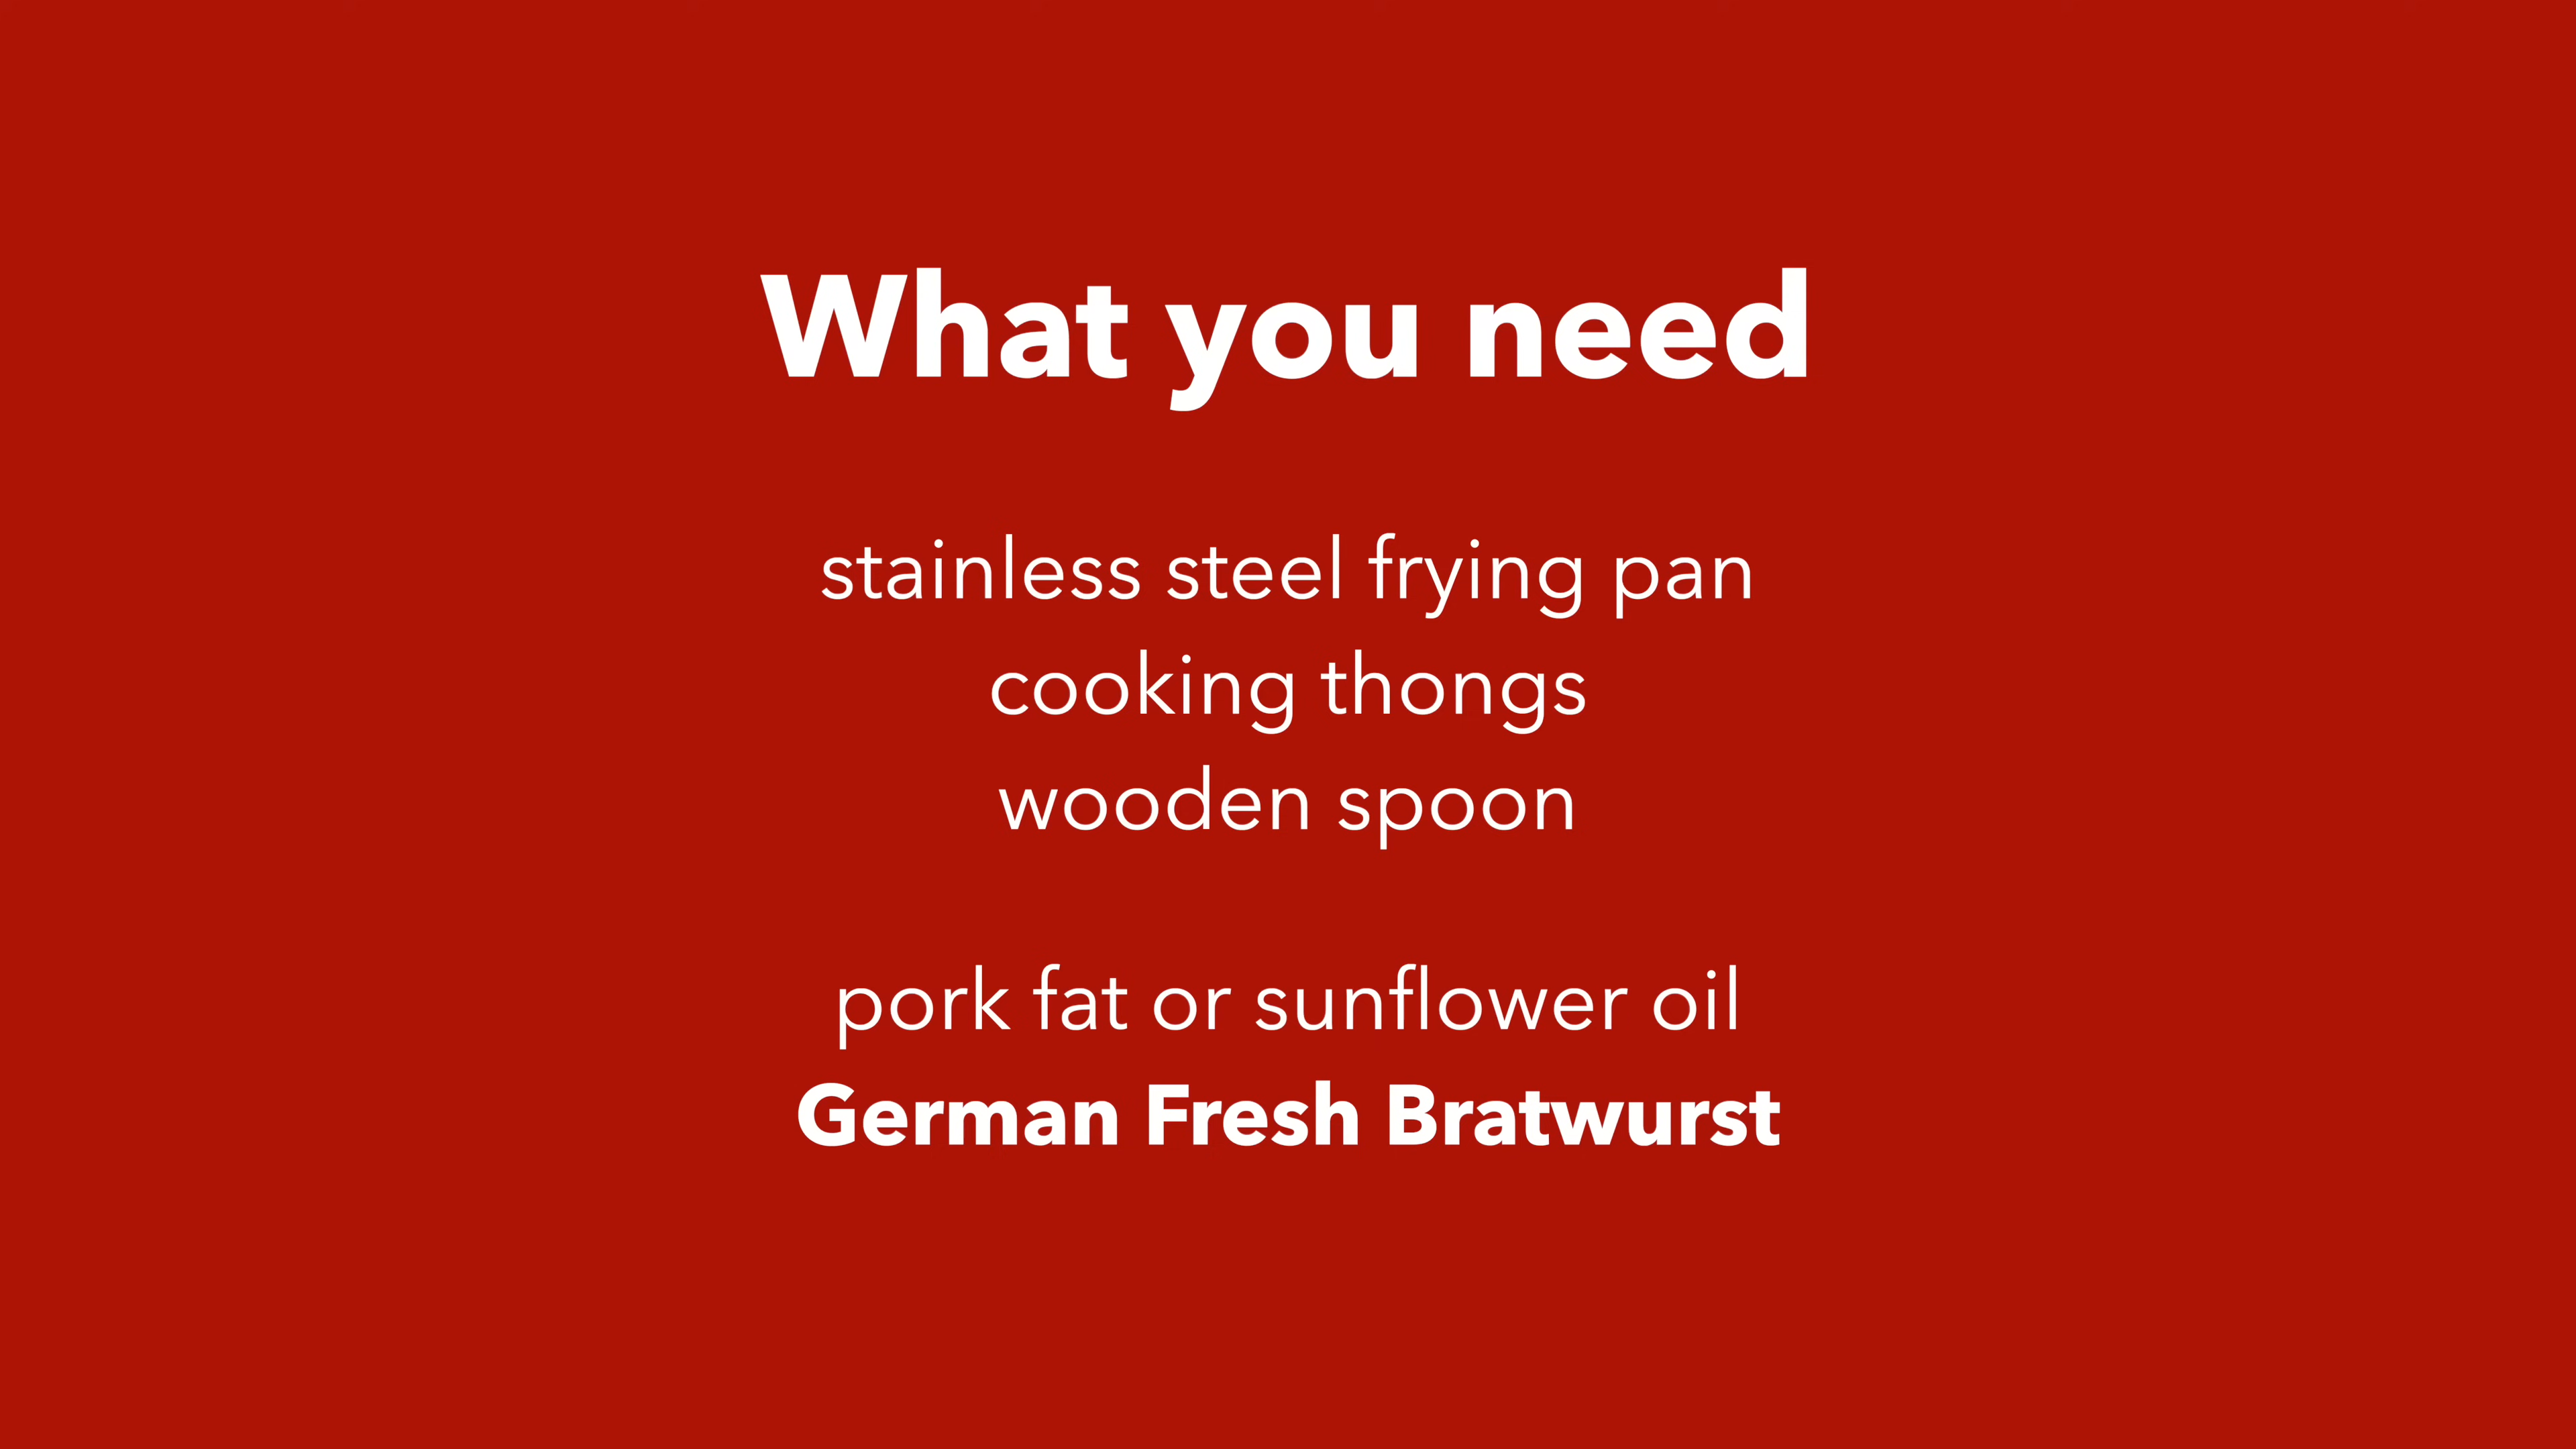 What you need
stainless steel frying pan
cooking thongs
wooden spoon
pork fat or sunflower oil
German Fresh Bratwurst